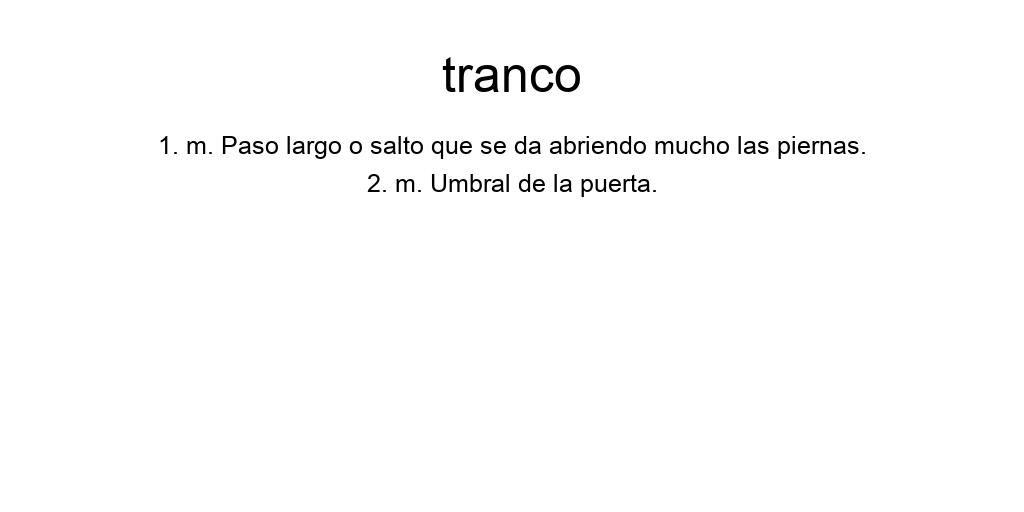 tranco
1. m. Paso largo o salto que se da abriendo mucho las piernas.
2. m. Umbral de la puerta.